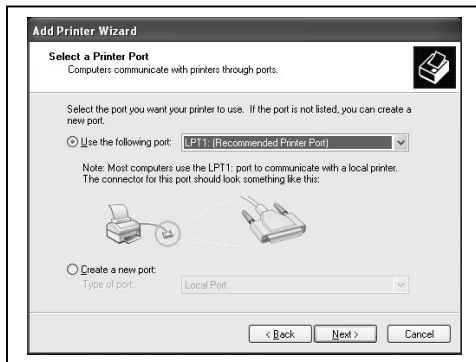 Add Printer Wizard
Select a Printer Port
Computers communicate with printers through ports.
Select the port you want your printer to use. If the port is not listed, you can create a
new port.
Use the following port: LPT1: (Recommended Printer Port)
Note: Most computers use the LPT1: port to communicate with a local printer.
The connector for this port should look something like this:
Create a new port:
Type of port: Local Port
< Back Next > Cancel